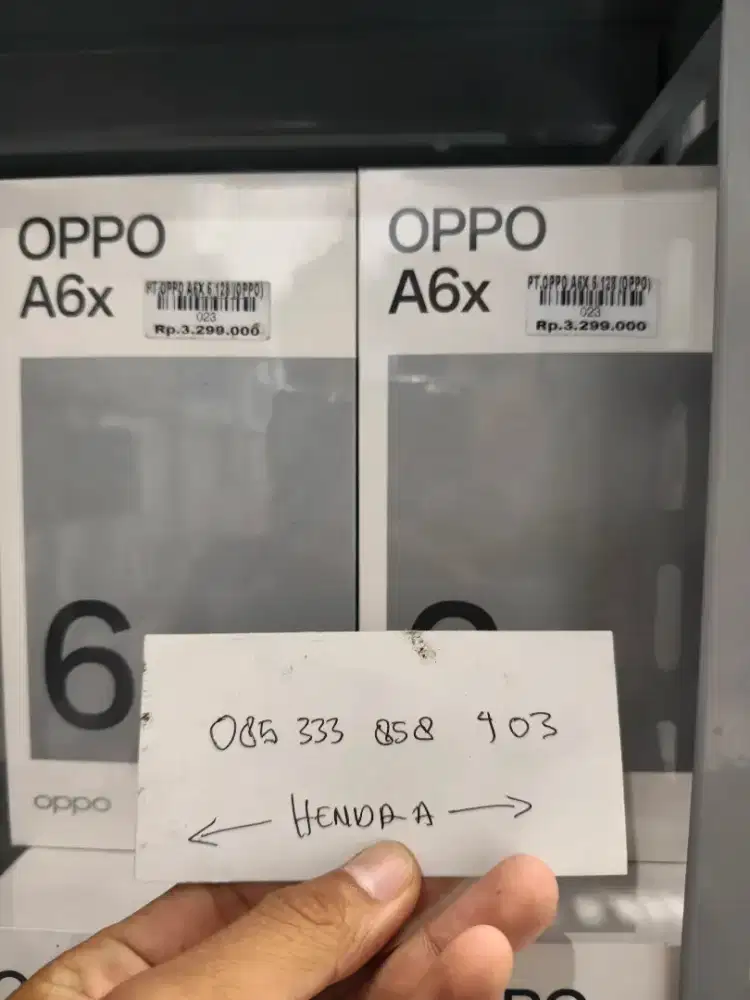 OPPO
A6x
PT.OPPO A6X 6.128 (OPPO)
023
Rp.3.299.000
6
oppo
OPPO
A6x
PT.OPPO A6X 6.128 (OPPO)
023
Rp.3.299.000
085 333 858 903
HENDRA